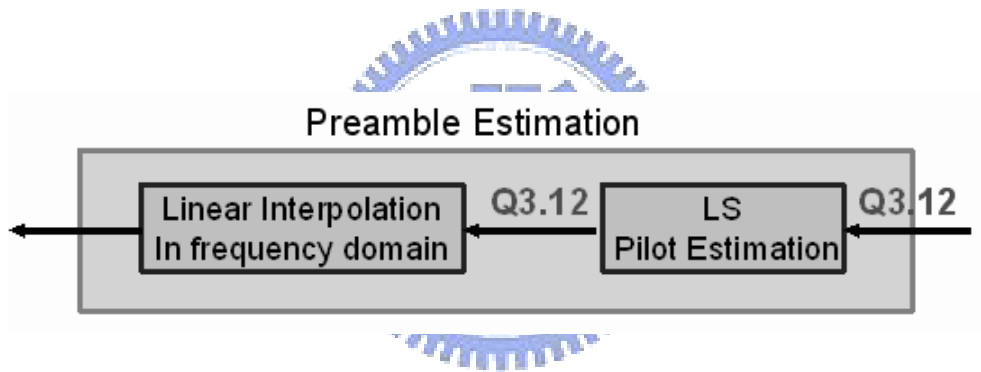 Preamble Estimation
Linear Interpolation
In frequency domain
Q3.12
LS
Pilot Estimation
Q3.12